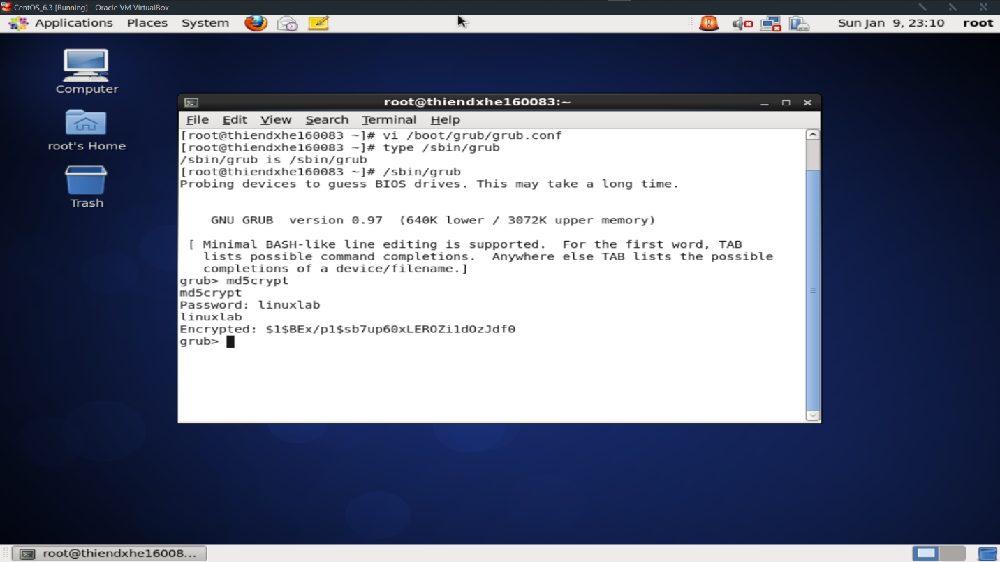 CentOS_6.3 [Running] - Oracle VM VirtualBox
Applications Places System Sun Jan 9, 23:10 root
Computer
root's Home
Trash
root@thiendxhe160083:~
File Edit View Search Terminal Help
[root@thiendxhe160083 ~]# vi /boot/grub/grub.conf
[root@thiendxhe160083 ~]# type /sbin/grub
/sbin/grub is /sbin/grub
[root@thiendxhe160083 ~]# /sbin/grub
Probing devices to guess BIOS drives. This may take a long time.
GNU GRUB version 0.97 (640K lower / 3072K upper memory)
[ Minimal BASH-like line editing is supported. For the first word, TAB
lists possible command completions. Anywhere else TAB lists the possible
completions of a device/filename.]
grub> md5crypt
md5crypt
Password: linuxlab
linuxlab
Encrypted: $1$BEx/p1$sb7up60xLEROZi1dOzJdf0
grub>
root@thiendxhe16008...